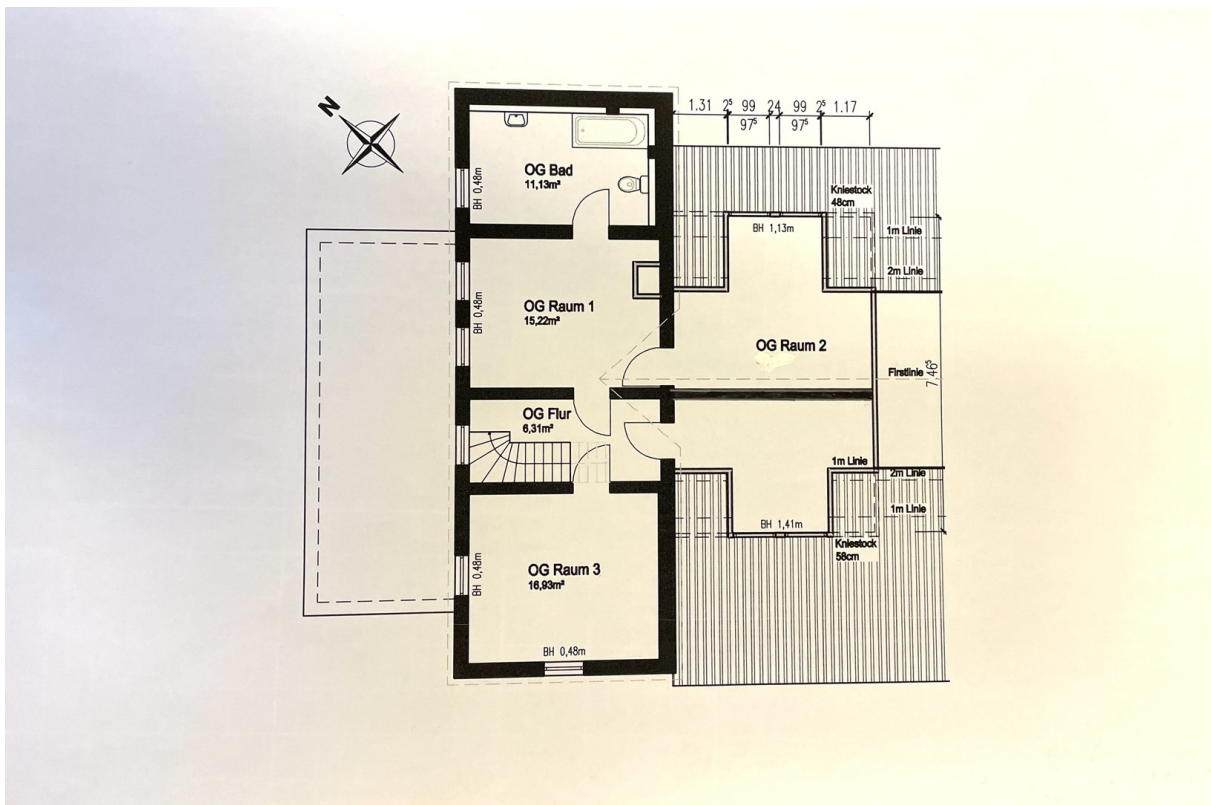 N
1.31 2⁵ 99 24 99 2⁵ 1.17
97⁵ 97⁵
OG Bad
11,13m²
BH 0,48m
Kniestock
48cm
BH 1,13m
1m Linie
2m Linie
OG Raum 1
15,22m²
BH 0,48m
OG Raum 2
Firstlinie
7.46⁵
OG Flur
6,31m²
1m Linie
2m Linie
1m Linie
BH 1,41m
Kniestock
58cm
OG Raum 3
16,93m²
BH 0,48m
BH 0,48m